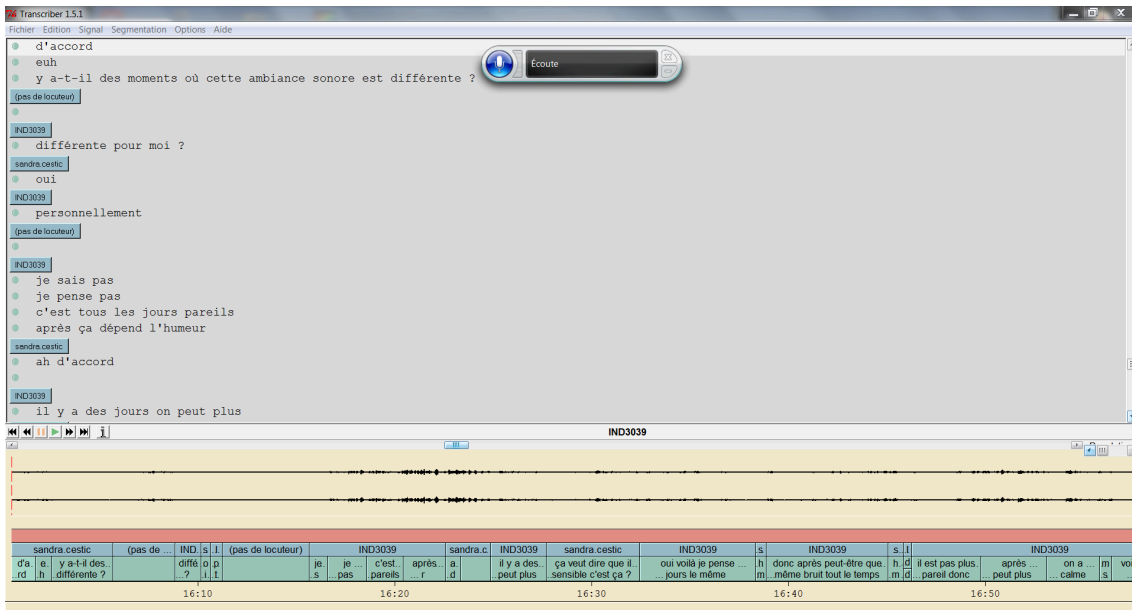 Transcriber 1.5.1
Fichier Edition Signal Segmentation Options Aide
d'accord
euh
y a-t-il des moments où cette ambiance sonore est différente ?
Écoute
(pas de locuteur)
IND3039
différente pour moi ?
sandra.cestic
oui
IND3039
personnellement
(pas de locuteur)
IND3039
je sais pas
je pense pas
c'est tous les jours pareils
après ça dépend l'humeur
sandra.cestic
ah d'accord
IND3039
il y a des jours on peut plus
IND3039
sandra.cestic (pas de ... IND. s .I. (pas de locuteur) IND3039 sandra.c. IND3039 sandra.cestic IND3039 .s IND3039 s.. .I IND3039
d'a. e. y a-t-il des.. diffé o .p je. je ... c'est.. après... a. il y a des.. ça veut dire que il.. oui voilà je pense ... .h donc après peut-être que.. h. .d il est pas plus. après ... on a ... m voi
..rd .h ..différente ? ...? .i. .t. ..s ... pas .pareils ... r .d ..peut plus ..sensible c'est ça ? ... jours le même m ...même bruit tout le temps .m .d ...pareil donc ... peut plus ... calme .s
16:10 16:20 16:30 16:40 16:50